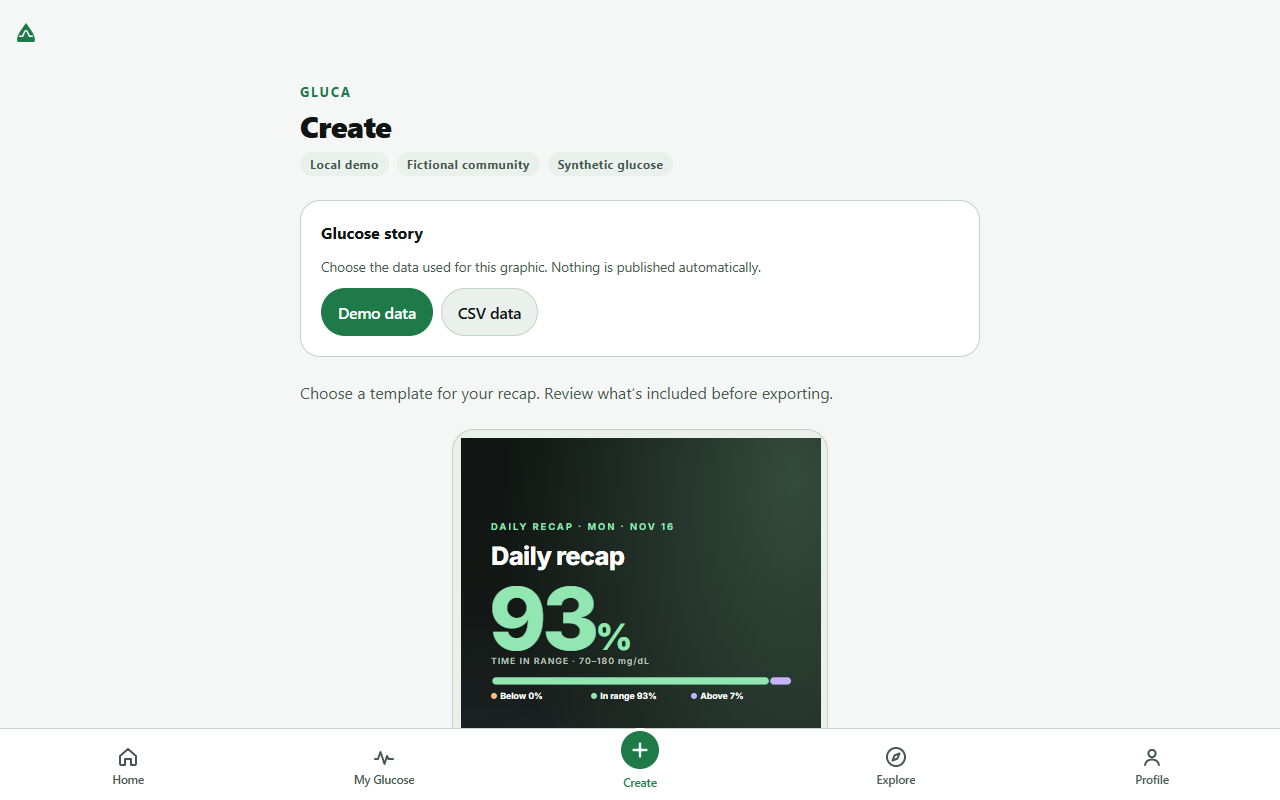 GLUCA
Create
Local demo Fictional community Synthetic glucose
Glucose story
Choose the data used for this graphic. Nothing is published automatically.
Demo data CSV data
Choose a template for your recap. Review what’s included before exporting.
DAILY RECAP · MON · NOV 16
Daily recap
93%
TIME IN RANGE · 70–180 mg/dL
Below 0% In range 93% Above 7%
Home My Glucose Create Explore Profile